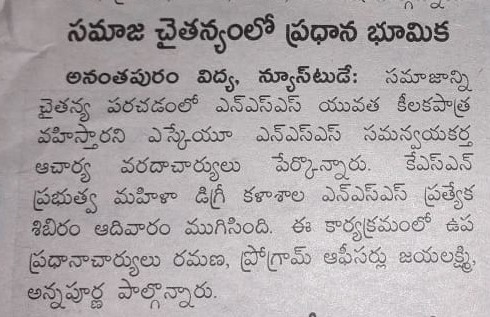 సమాజ చైతన్యంలో ప్రధాన భూమిక
అనంతపురం విద్య, న్యూస్‌టుడే: సమాజాన్ని
చైతన్య పరచడంలో ఎన్ఎస్ఎస్ యువత కీలకపాత్ర
వహిస్తారని ఎస్కేయూ ఎన్ఎస్ఎస్ సమన్వయకర్త
ఆచార్య వరదాచార్యులు పేర్కొన్నారు. కేఎస్ఎన్
ప్రభుత్వ మహిళా డిగ్రీ కళాశాల ఎన్ఎస్ఎస్ ప్రత్యేక
శిబిరం ఆదివారం ముగిసింది. ఈ కార్యక్రమంలో ఉప
ప్రధానాచార్యులు రమణ, ప్రోగ్రామ్ ఆఫీసర్లు జయలక్ష్మి,
అన్నపూర్ణ పాల్గొన్నారు.